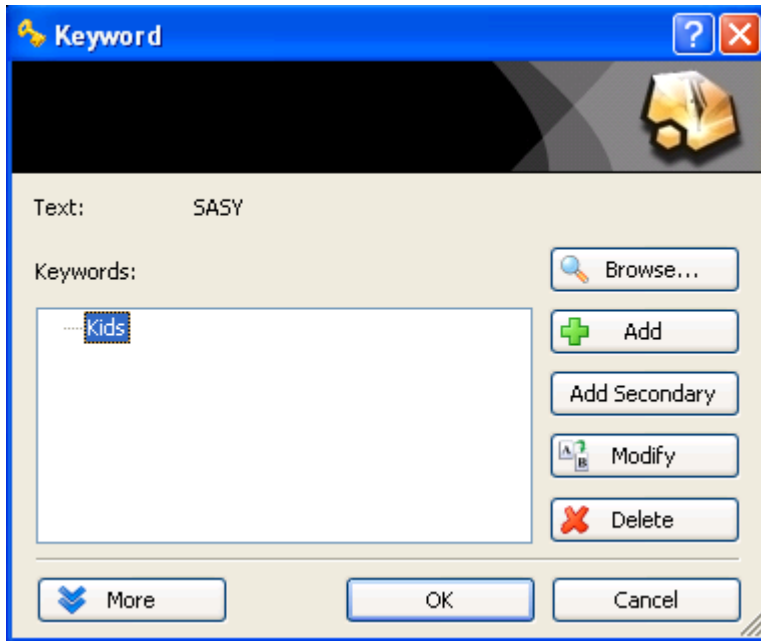 Keyword
Text: SASY
Keywords:
Browse...
Kids
Add
Add Secondary
Modify
Delete
More
OK
Cancel